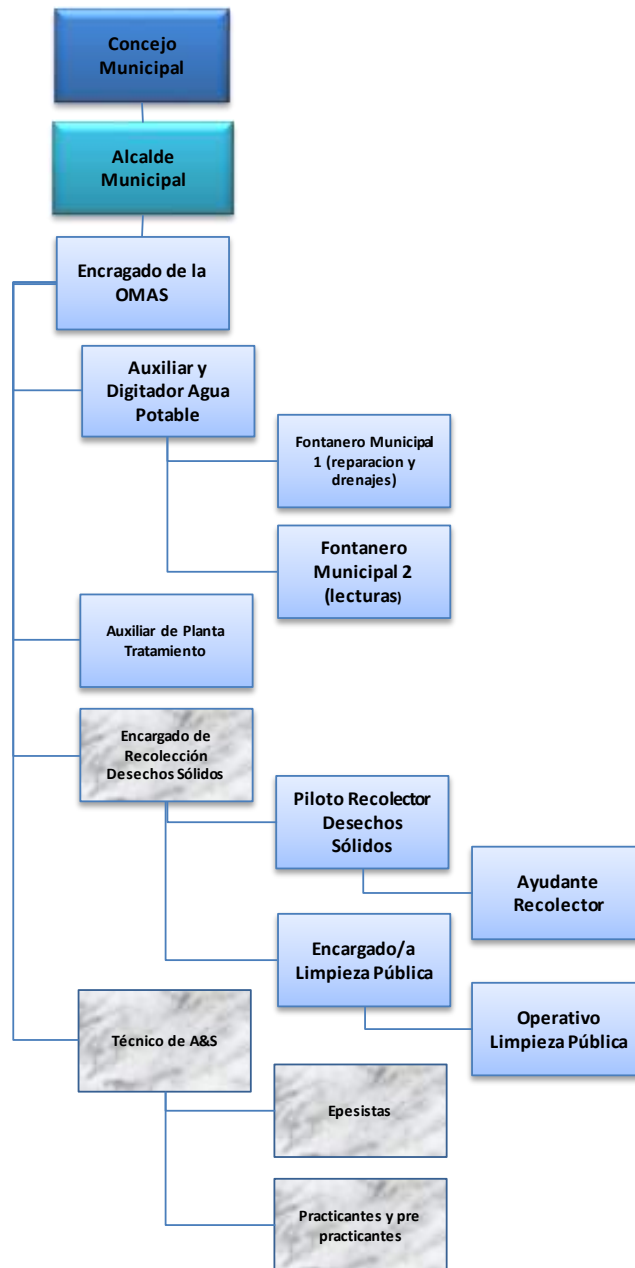 Concejo
Municipal
Alcalde
Municipal
Encragado de la
OMAS
Auxiliar y
Digitador Agua
Potable
Fontanero Municipal
1 (reparacion y
drenajes)
Fontanero
Municipal 2
(lecturas)
Auxiliar de Planta
Tratamiento
Encargado de
Recolección
Desechos Sólidos
Piloto Recolector
Desechos
Sólidos
Ayudante
Recolector
Encargado/a
Limpieza Pública
Operativo
Limpieza Pública
Técnico de A&S
Epesistas
Practicantes y pre
practicantes